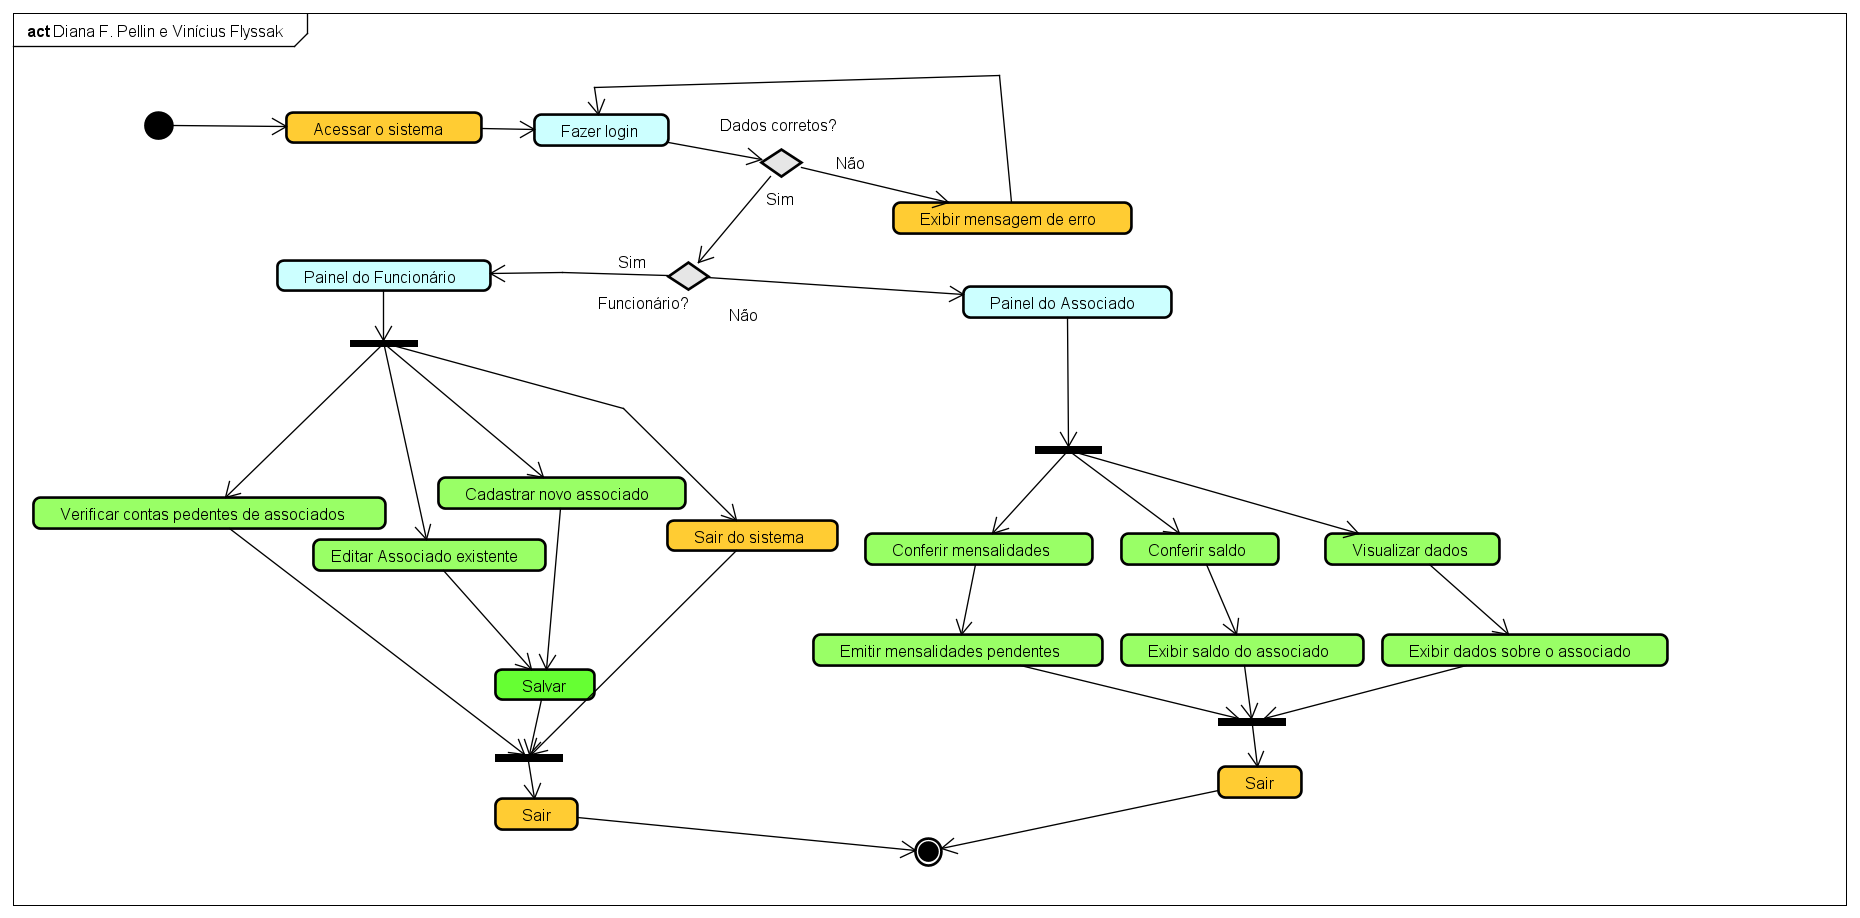 act Diana F. Pellin e Vinícius Flyssak
Acessar o sistema
Fazer login
Dados corretos?
Não
Sim
Exibir mensagem de erro
Painel do Funcionário
Sim
Funcionário?
Não
Painel do Associado
Verificar contas pedentes de associados
Editar Associado existente
Cadastrar novo associado
Sair do sistema
Conferir mensalidades
Conferir saldo
Visualizar dados
Emitir mensalidades pendentes
Exibir saldo do associado
Exibir dados sobre o associado
Salvar
Sair
Sair